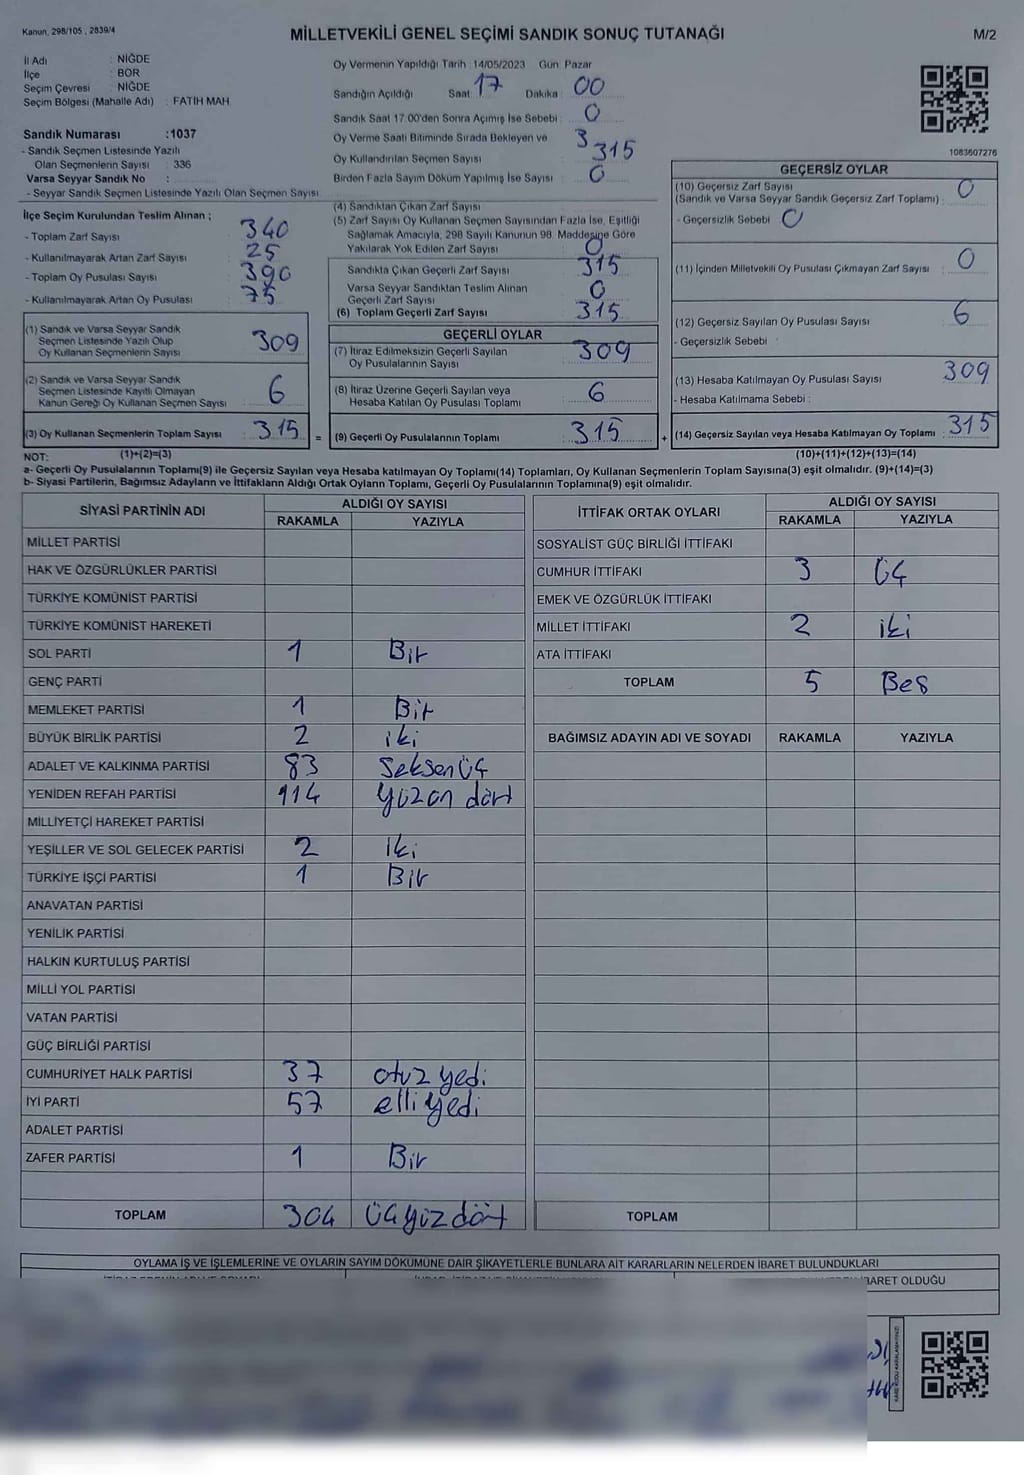 Kanun, 298/105 , 2839/4
MİLLETVEKİLİ GENEL SEÇİMİ SANDIK SONUÇ TUTANAĞI
M/2
İl Adı : NİĞDE
İlçe : BOR
Seçim Çevresi : NİĞDE
Seçim Bölgesi (Mahalle Adı) : FATİH MAH.
Sandık Numarası :1037
- Sandık Seçmen Listesinde Yazılı
Olan Seçmenlerin Sayısı : 336
Varsa Seyyar Sandık No :
- Seyyar Sandık Seçmen Listesinde Yazılı Olan Seçmen Sayısı :
Oy Vermenin Yapıldığı Tarih :14/05/2023 Gün: Pazar
Sandığın Açıldığı Saat: 17 Dakika : 00
Sandık Saat 17:00'den Sonra Açımış İse Sebebi : 0
Oy Verme Saati Bitiminde Sırada Bekleyen ve 3
Oy Kullandırılan Seçmen Sayısı : 315
Birden Fazla Sayım Döküm Yapılmış İse Sayısı : 0
1083607276
İlçe Seçim Kurulundan Teslim Alınan ;
- Toplam Zarf Sayısı : 340
- Kullanılmayarak Artan Zarf Sayısı : 25
- Toplam Oy Pusulası Sayısı : 390
- Kullanılmayarak Artan Oy Pusulası : 75
(1) Sandık ve Varsa Seyyar Sandık
Seçmen Listesinde Yazılı Olup
Oy Kullanan Seçmenlerin Sayısı : 309
(2) Sandık ve Varsa Seyyar Sandık
Seçmen Listesinde Kayıtlı Olmayan
Kanun Gereği Oy Kullanan Seçmen Sayısı : 6
(3) Oy Kullanan Seçmenlerin Toplam Sayısı : 315
(4) Sandıktan Çıkan Zarf Sayısı
(5) Zarf Sayısı Oy Kullanan Seçmen Sayısından Fazla İse, Eşitliği
Sağlamak Amacıyla, 298 Sayılı Kanunun 98. Maddesine Göre
Yakılarak Yok Edilen Zarf Sayısı : 0
Sandıkta Çıkan Geçerli Zarf Sayısı : 315
Varsa Seyyar Sandıktan Teslim Alınan
Geçerli Zarf Sayısı : 0
(6) Toplam Geçerli Zarf Sayısı : 315
GEÇERLİ OYLAR
(7) İtiraz Edilmeksizin Geçerli Sayılan
Oy Pusulalarının Sayısı : 309
(8) İtiraz Üzerine Geçerli Sayılan veya
Hesaba Katılan Oy Pusulası Toplamı : 6
= (9) Geçerli Oy Pusulalarının Toplamı : 315
GEÇERSİZ OYLAR
(10) Geçersiz Zarf Sayısı
(Sandık ve Varsa Seyyar Sandık Geçersiz Zarf Toplamı) : 0
- Geçersizlik Sebebi : 0
(11) İçinden Milletvekili Oy Pusulası Çıkmayan Zarf Sayısı : 0
(12) Geçersiz Sayılan Oy Pusulası Sayısı : 6
- Geçersizlik Sebebi :
(13) Hesaba Katılmayan Oy Pusulası Sayısı : 309
- Hesaba Katılmama Sebebi :
+ (14) Geçersiz Sayılan veya Hesaba Katılmayan Oy Toplamı : 315
NOT: (1)+(2)=(3) (10)+(11)+(12)+(13)=(14)
a- Geçerli Oy Pusulalarının Toplamı(9) ile Geçersiz Sayılan veya Hesaba katılmayan Oy Toplamı(14) Toplamları, Oy Kullanan Seçmenlerin Toplam Sayısına(3) eşit olmalıdır. (9)+(14)=(3)
b- Siyasi Partilerin, Bağımsız Adayların ve İttifakların Aldığı Ortak Oyların Toplamı, Geçerli Oy Pusulalarının Toplamına(9) eşit olmalıdır.
SİYASİ PARTİNİN ADI ALDIĞI OY SAYISI
RAKAMLA YAZIYLA
MİLLET PARTİSİ
HAK VE ÖZGÜRLÜKLER PARTİSİ
TÜRKİYE KOMÜNİST PARTİSİ
TÜRKİYE KOMÜNİST HAREKETİ
SOL PARTİ 1 Bir
GENÇ PARTİ
MEMLEKET PARTİSİ 1 Bir
BÜYÜK BİRLİK PARTİSİ 2 iki
ADALET VE KALKINMA PARTİSİ 83 Seksen üç
YENİDEN REFAH PARTİSİ 114 Yüzon dört
MİLLİYETÇİ HAREKET PARTİSİ
YEŞİLLER VE SOL GELECEK PARTİSİ 2 iki
TÜRKİYE İŞÇİ PARTİSİ 1 Bir
ANAVATAN PARTİSİ
YENİLİK PARTİSİ
HALKIN KURTULUŞ PARTİSİ
MİLLİ YOL PARTİSİ
VATAN PARTİSİ
GÜÇ BİRLİĞİ PARTİSİ
CUMHURİYET HALK PARTİSİ 37 otuz yedi
İYİ PARTİ 57 elli yedi
ADALET PARTİSİ
ZAFER PARTİSİ 1 Bir
TOPLAM 304 üçyüz dört
İTTİFAK ORTAK OYLARI ALDIĞI OY SAYISI
RAKAMLA YAZIYLA
SOSYALİST GÜÇ BİRLİĞİ İTTİFAKI
CUMHUR İTTİFAKI 3 üç
EMEK VE ÖZGÜRLÜK İTTİFAKI
MİLLET İTTİFAKI 2 iki
ATA İTTİFAKI
TOPLAM 5 Beş
BAĞIMSIZ ADAYIN ADI VE SOYADI RAKAMLA YAZIYLA
TOPLAM
OYLAMA İŞ VE İŞLEMLERİNE VE OYLARIN SAYIM DÖKÜMÜNE DAİR ŞİKAYETLERLE BUNLARA AİT KARARLARIN NELERDEN İBARET BULUNDUKLARI
İBARET OLDUĞU